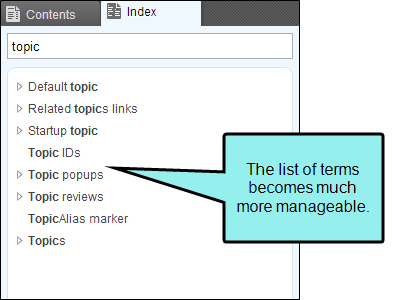 Contents
Index
topic
Default topic
Related topics links
Startup topic
Topic IDs
Topic popups
Topic reviews
TopicAlias marker
Topics
The list of terms
becomes much
more manageable.